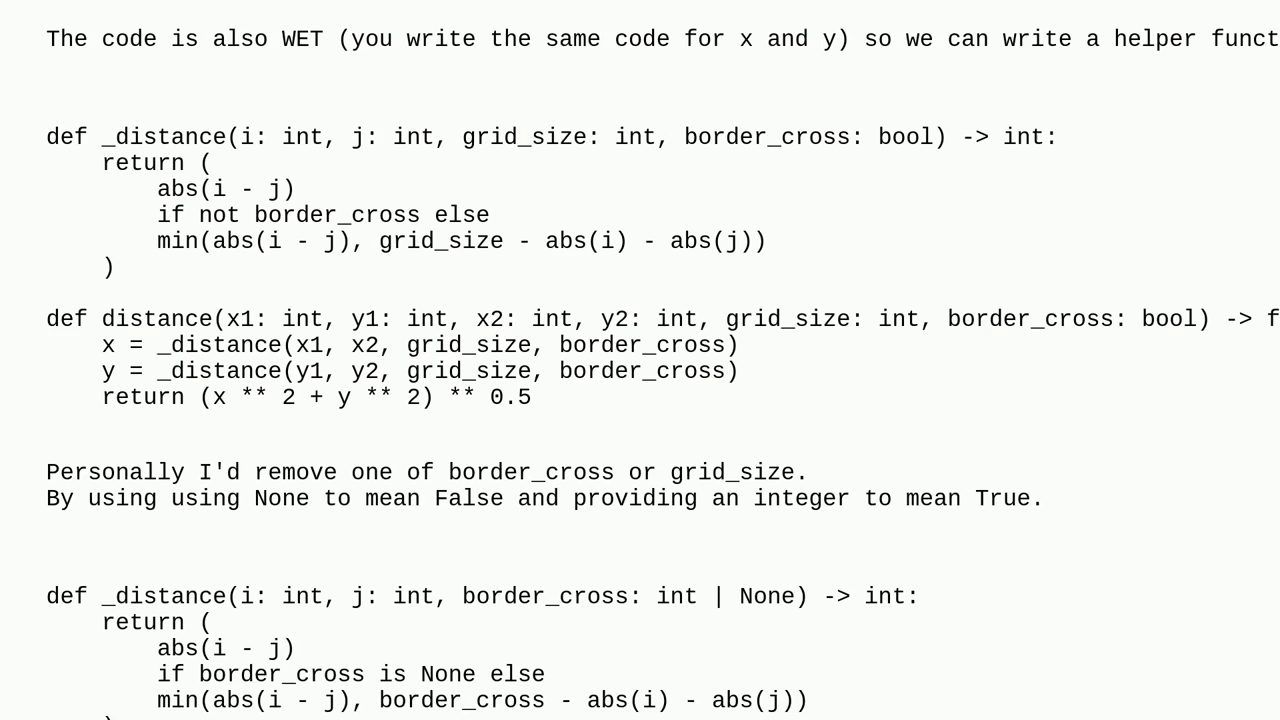 The code is also WET (you write the same code for x and y) so we can write a helper funct
def _distance(i: int, j: int, grid_size: int, border_cross: bool) -> int:
    return (
        abs(i - j)
        if not border_cross else
        min(abs(i - j), grid_size - abs(i) - abs(j))
    )
def distance(x1: int, y1: int, x2: int, y2: int, grid_size: int, border_cross: bool) -> f
    x = _distance(x1, x2, grid_size, border_cross)
    y = _distance(y1, y2, grid_size, border_cross)
    return (x ** 2 + y ** 2) ** 0.5
Personally I'd remove one of border_cross or grid_size.
By using using None to mean False and providing an integer to mean True.
def _distance(i: int, j: int, border_cross: int | None) -> int:
    return (
        abs(i - j)
        if border_cross is None else
        min(abs(i - j), border_cross - abs(i) - abs(j))
    )